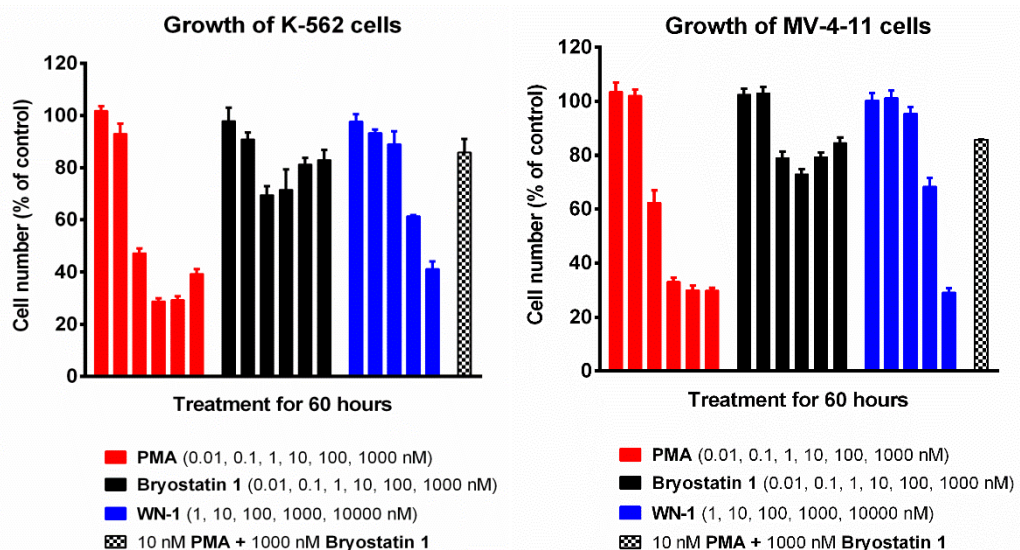 Growth of K-562 cells
120
100
80
60
40
20
0
Cell number (% of control)
Treatment for 60 hours
PMA (0.01, 0.1, 1, 10, 100, 1000 nM)
Bryostatin 1 (0.01, 0.1, 1, 10, 100, 1000 nM)
WN-1 (1, 10, 100, 1000, 10000 nM)
10 nM PMA + 1000 nM Bryostatin 1
Growth of MV-4-11 cells
120
100
80
60
40
20
0
Cell number (% of control)
Treatment for 60 hours
PMA (0.01, 0.1, 1, 10, 100, 1000 nM)
Bryostatin 1 (0.01, 0.1, 1, 10, 100, 1000 nM)
WN-1 (1, 10, 100, 1000, 10000 nM)
10 nM PMA + 1000 nM Bryostatin 1